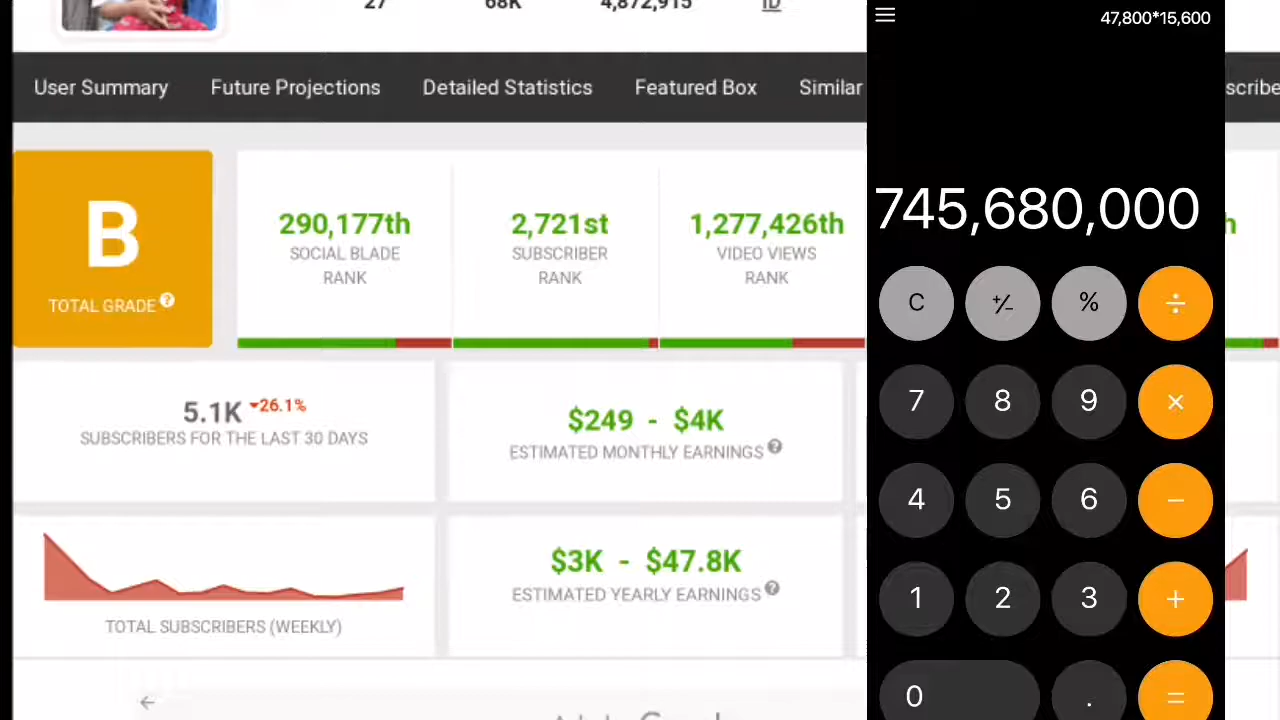 27 68K 4,872,915 ID
47,800*15,600
User Summary Future Projections Detailed Statistics Featured Box Similar
745,680,000
B
TOTAL GRADE ?
290,177th
SOCIAL BLADE
RANK
2,721st
SUBSCRIBER
RANK
1,277,426th
VIDEO VIEWS
RANK
h
5.1K 26.1%
SUBSCRIBERS FOR THE LAST 30 DAYS
$249 - $4K
ESTIMATED MONTHLY EARNINGS ?
TOTAL SUBSCRIBERS (WEEKLY)
$3K - $47.8K
ESTIMATED YEARLY EARNINGS ?
C +/− % ÷
7 8 9 ×
4 5 6 −
1 2 3 +
0 . =